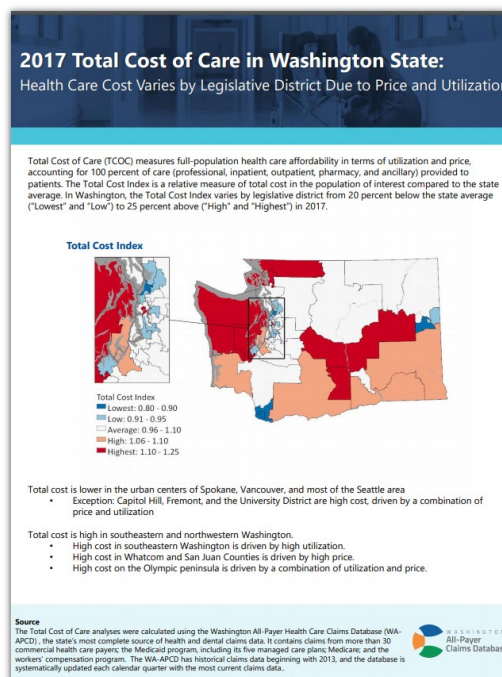 2017 Total Cost of Care in Washington State:
Health Care Cost Varies by Legislative District Due to Price and Utilization
Total Cost of Care (TCOC) measures full-population health care affordability in terms of utilization and price,
accounting for 100 percent of care (professional, inpatient, outpatient, pharmacy, and ancillary) provided to
patients. The Total Cost Index is a relative measure of total cost in the population of interest compared to the state
average. In Washington, the Total Cost Index varies by legislative district from 20 percent below the state average
("Lowest" and "Low") to 25 percent above ("High" and "Highest") in 2017.
Total Cost Index
Total Cost Index
Lowest: 0.80 - 0.90
Low: 0.91 - 0.95
Average: 0.96 - 1.10
High: 1.06 - 1.10
Highest: 1.10 - 1.25
Total cost is lower in the urban centers of Spokane, Vancouver, and most of the Seattle area
• Exception: Capitol Hill, Fremont, and the University District are high cost, driven by a combination of
price and utilization
Total cost is high in southeastern and northwestern Washington.
• High cost in southeastern Washington is driven by high utilization.
• High cost in Whatcom and San Juan Counties is driven by high price.
• High cost on the Olympic peninsula is driven by a combination of utilization and price.
Source
The Total Cost of Care analyses were calculated using the Washington All-Payer Health Care Claims Database (WA-
APCD), the state's most complete source of health and dental claims data. It contains claims from more than 30
commercial health care payers; the Medicaid program, including its five managed care plans; Medicare; and the
workers' compensation program. The WA-APCD has historical claims data beginning with 2013, and the database is
systematically updated each calendar quarter with the most current claims data.
WASHINGTON
All-Payer
Claims Database